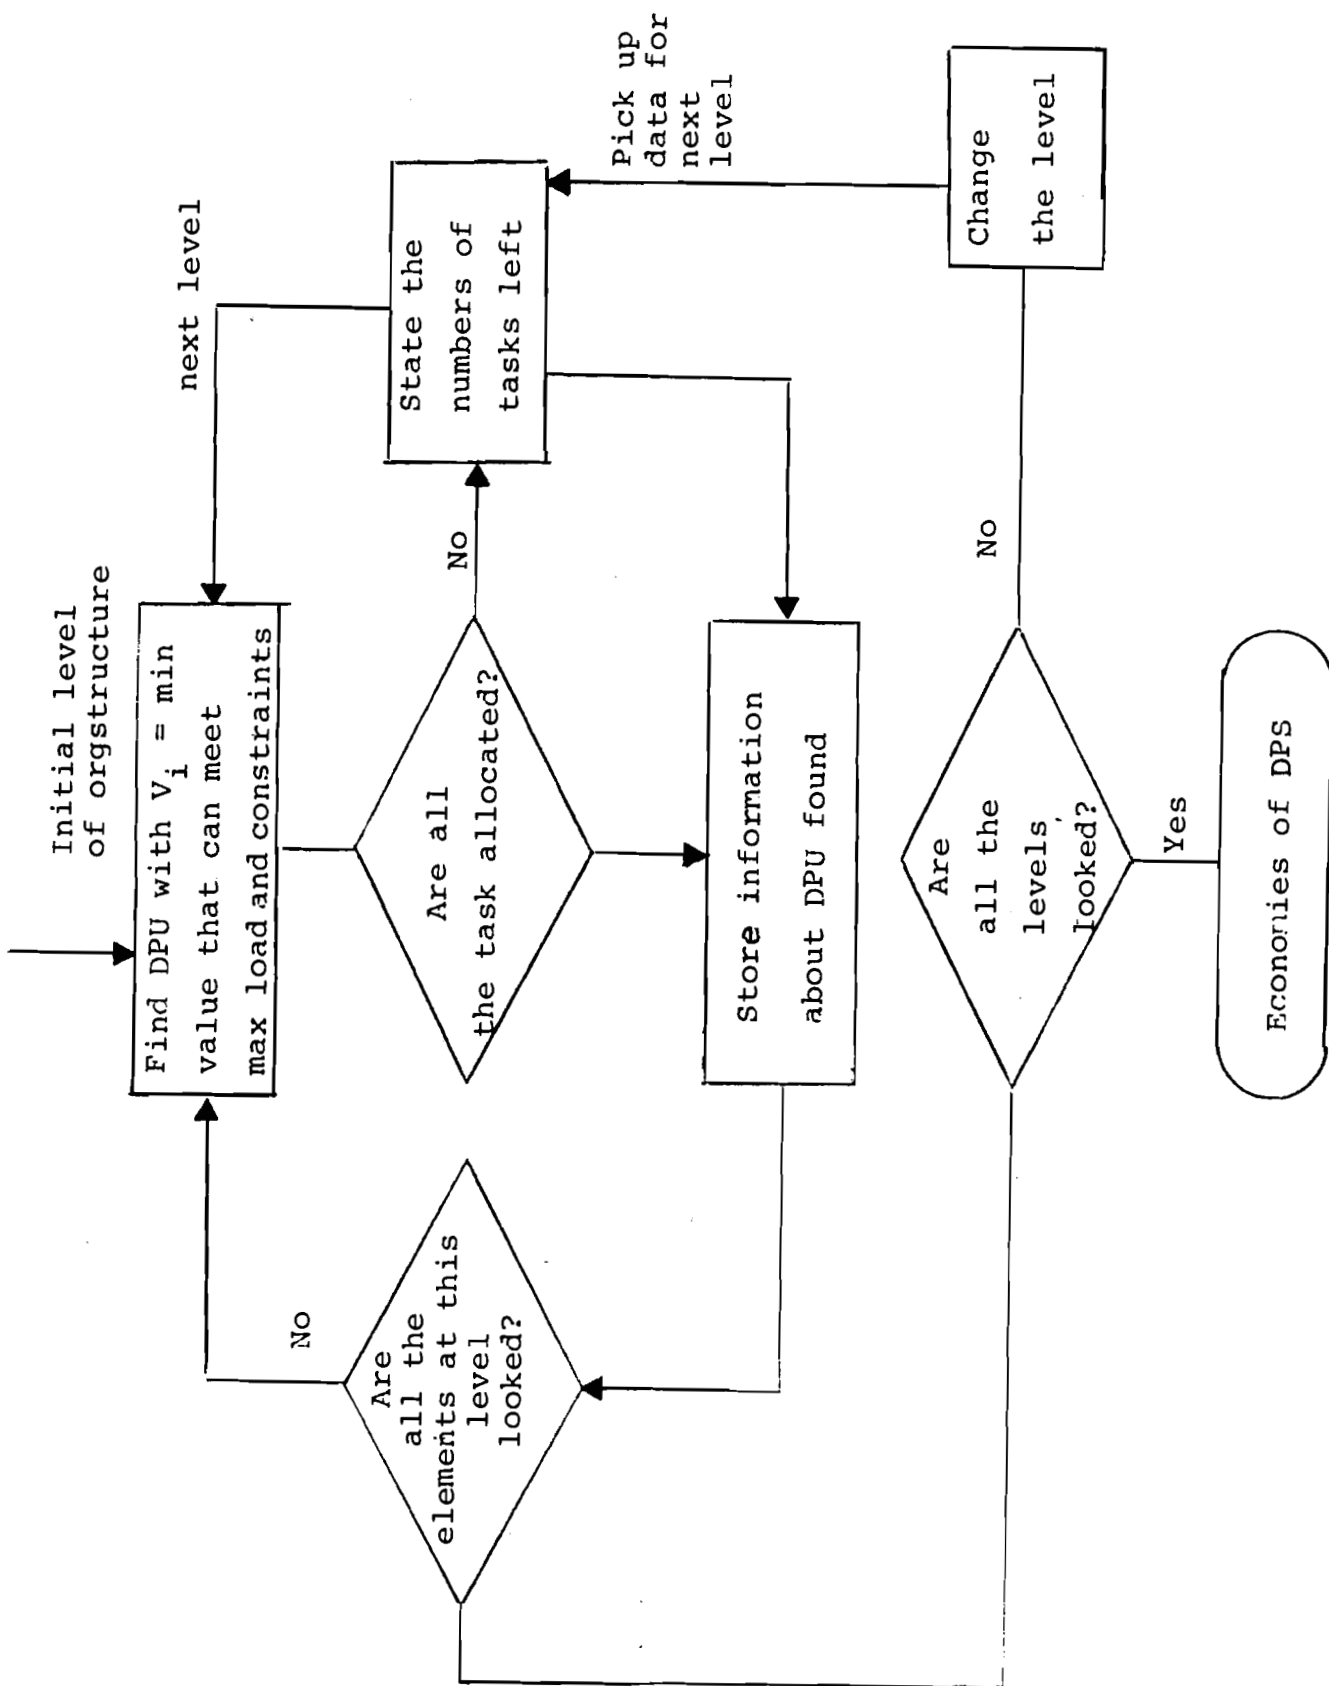 Initial level
of orgstructure
Find DPU with Vi = min
value that can meet
max load and constraints
next level
No
Are
all the
elements at this
level
looked?
Are all
the task allocated?
No
State the
numbers of
tasks left
Pick up
data for
next
level
Store information
about DPU found
Are
all the
levels,
looked?
No
Change
the level
Yes
Economies of DPS